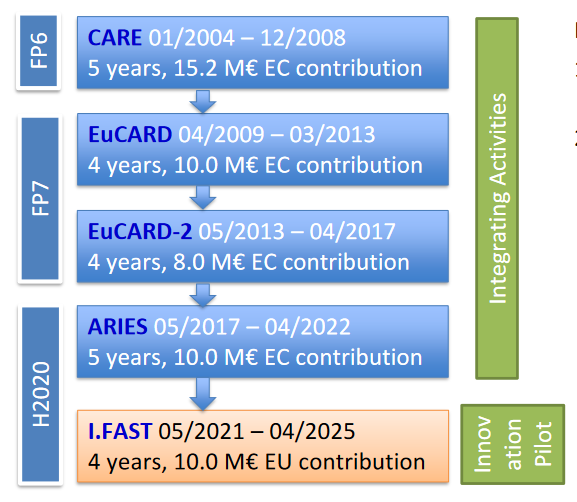 FP6
CARE 01/2004 – 12/2008
5 years, 15.2 M€ EC contribution
FP7
EuCARD 04/2009 – 03/2013
4 years, 10.0 M€ EC contribution
EuCARD-2 05/2013 – 04/2017
4 years, 8.0 M€ EC contribution
H2020
ARIES 05/2017 – 04/2022
5 years, 10.0 M€ EC contribution
I.FAST 05/2021 – 04/2025
4 years, 10.0 M€ EU contribution
Integrating Activities
Innov
ation
Pilot